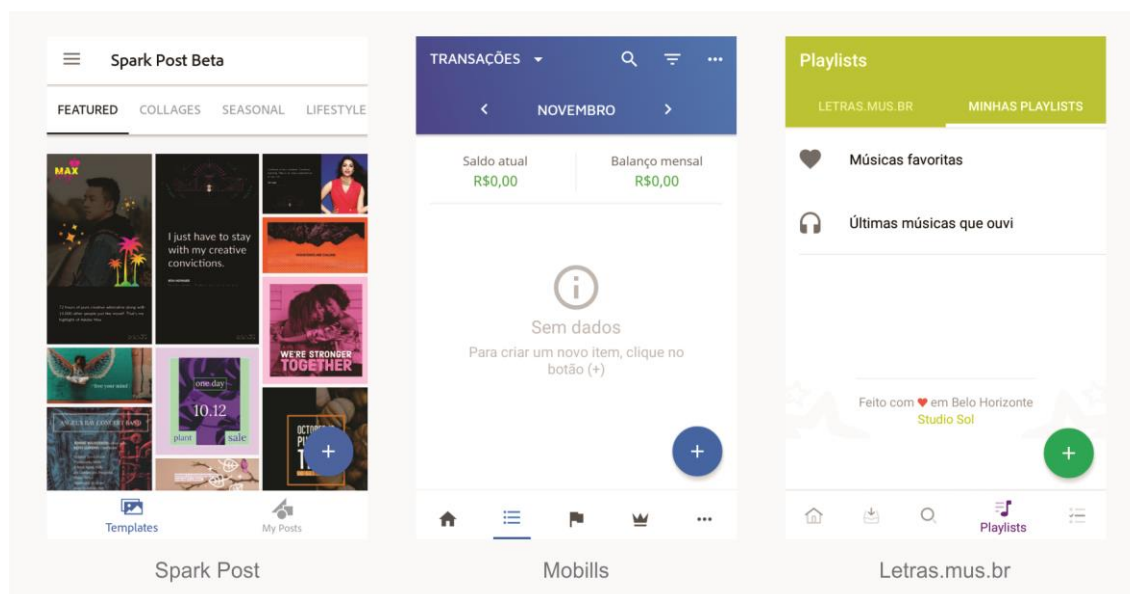 Spark Post Beta
FEATURED COLLAGES SEASONAL LIFESTYLE
MAX
I just have to stay
with my creative
convictions.
WE'RE STRONGER
TOGETHER
one day
10.12
plant sale
+
Templates
My Posts
Spark Post
TRANSAÇÕES
NOVEMBRO
Saldo atual
R$0,00
Balanço mensal
R$0,00
Sem dados
Para criar um novo item, clique no
botão (+)
+
Mobills
Playlists
LETRAS.MUS.BR MINHAS PLAYLISTS
Músicas favoritas
Últimas músicas que ouvi
Feito com ❤ em Belo Horizonte
Studio Sol
+
Playlists
Letras.mus.br